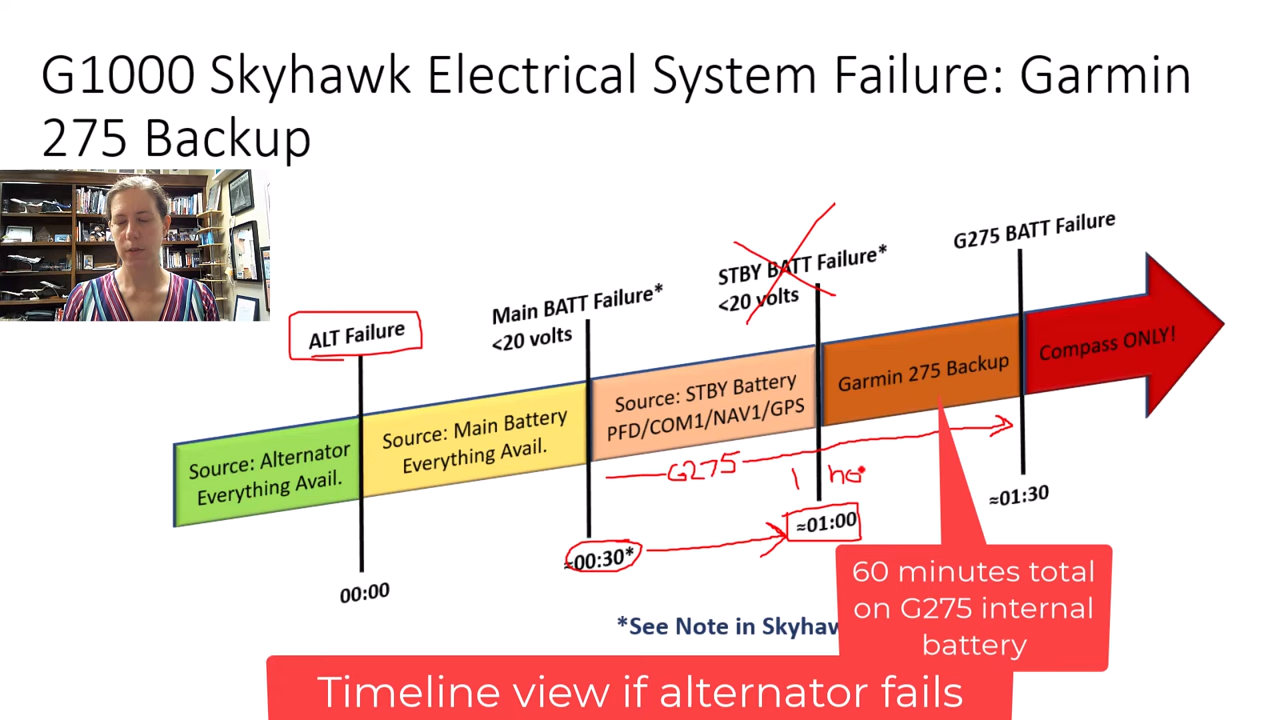 G1000 Skyhawk Electrical System Failure: Garmin
275 Backup
G275 BATT Failure
STBY BATT Failure*
<20 volts
Main BATT Failure*
<20 volts
ALT Failure
Source: Alternator
Everything Avail.
Source: Main Battery
Everything Avail.
Source: STBY Battery
PFD/COM1/NAV1/GPS
Garmin 275 Backup
Compass ONLY!
G275
1 ho
00:00
≈00:30*
≈01:00
≈01:30
60 minutes total
on G275 internal
battery
*See Note in
Timeline view if alternator fails